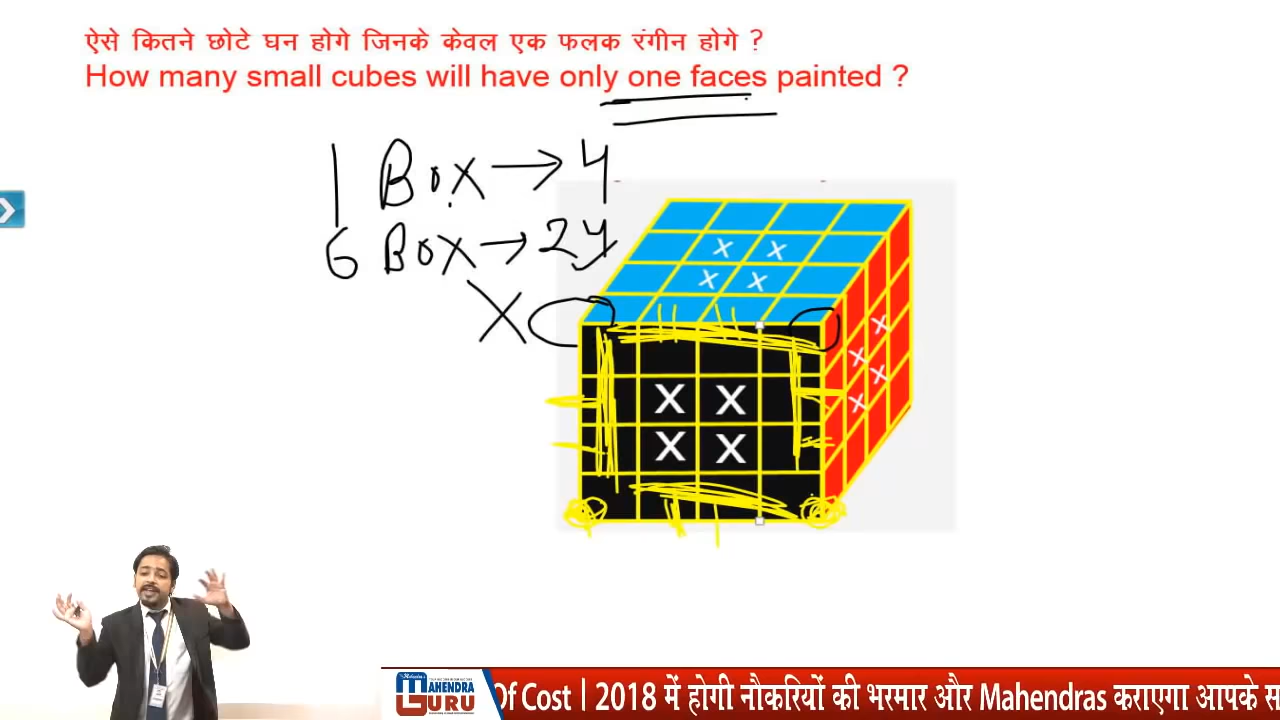 ऐसे कितने छोटे घन होगे जिनके केवल एक फलक रंगीन होगे ?
How many small cubes will have only one faces painted ?
1 Box → 4
6 Box → 24
X
X X
X X
X
X X
X
X X
X X
Mahendra's
MAHENDRA
GURU
Of Cost | 2018 में होगी नौकरियों की भरमार और Mahendras कराएगा आपके स